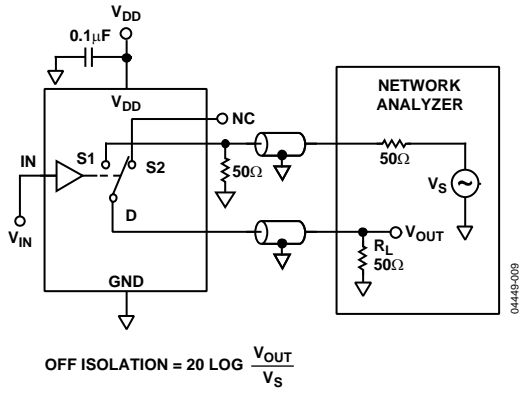 VDD
0.1µF
VDD
NC
NETWORK
ANALYZER
IN
S1
S2
50Ω
50Ω
VS
VIN
D
VOUT
RL
50Ω
GND
04449-009
OFF ISOLATION = 20 LOG VOUT/VS